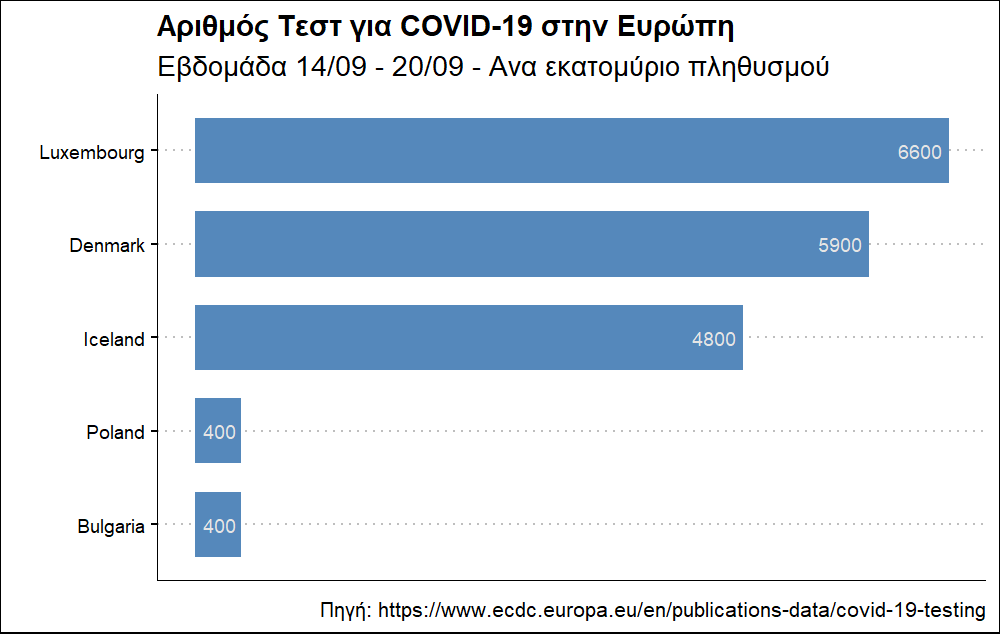 Αριθμός Τεστ για COVID-19 στην Ευρώπη
Εβδομάδα 14/09 - 20/09 - Ανα εκατομύριο πληθυσμού
Luxembourg 6600
Denmark 5900
Iceland 4800
Poland 400
Bulgaria 400
Πηγή: https://www.ecdc.europa.eu/en/publications-data/covid-19-testing